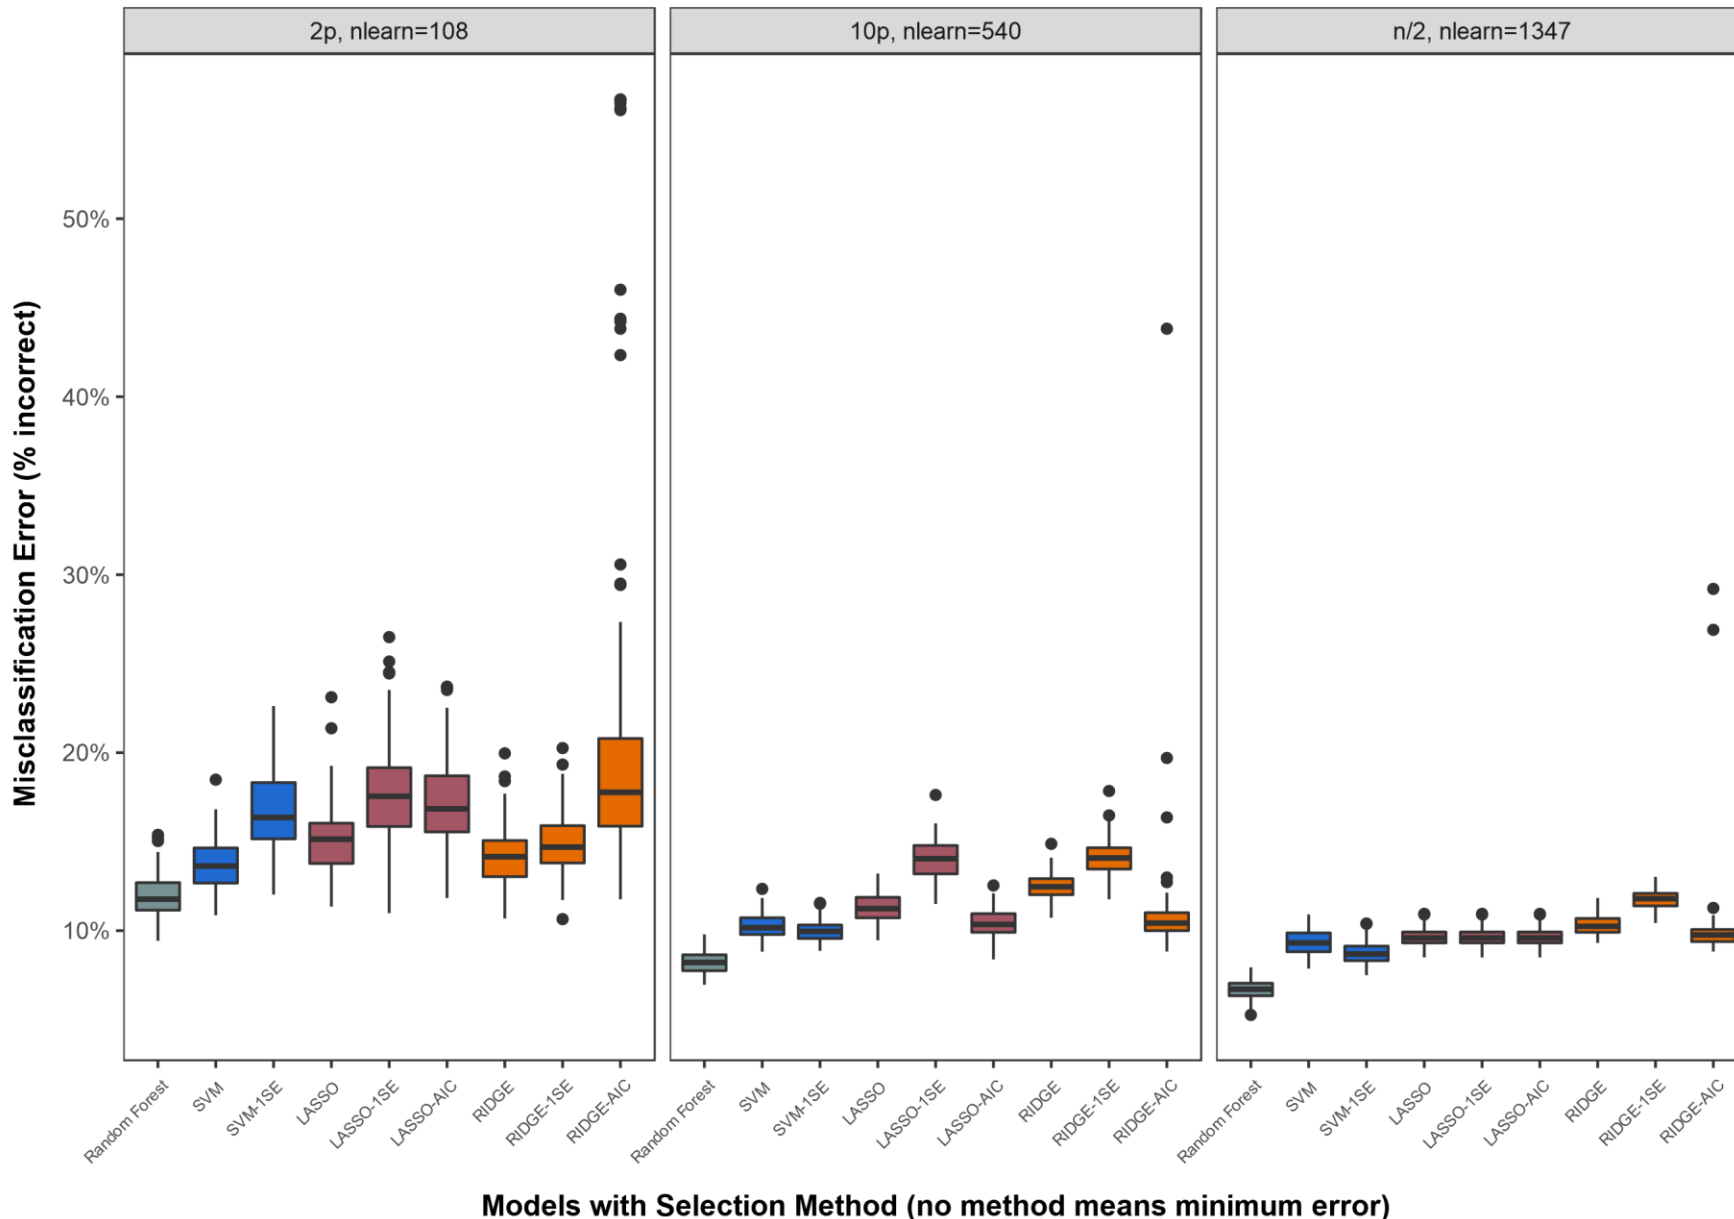 2p, nlearn=108
10p, nlearn=540
n/2, nlearn=1347
Misclassification Error (% incorrect)
50%
40%
30%
20%
10%
Random Forest
SVM
SVM-1SE
LASSO
LASSO-1SE
LASSO-AIC
RIDGE
RIDGE-1SE
RIDGE-AIC
Random Forest
SVM
SVM-1SE
LASSO
LASSO-1SE
LASSO-AIC
RIDGE
RIDGE-1SE
RIDGE-AIC
Random Forest
SVM
SVM-1SE
LASSO
LASSO-1SE
LASSO-AIC
RIDGE
RIDGE-1SE
RIDGE-AIC
Models with Selection Method (no method means minimum error)